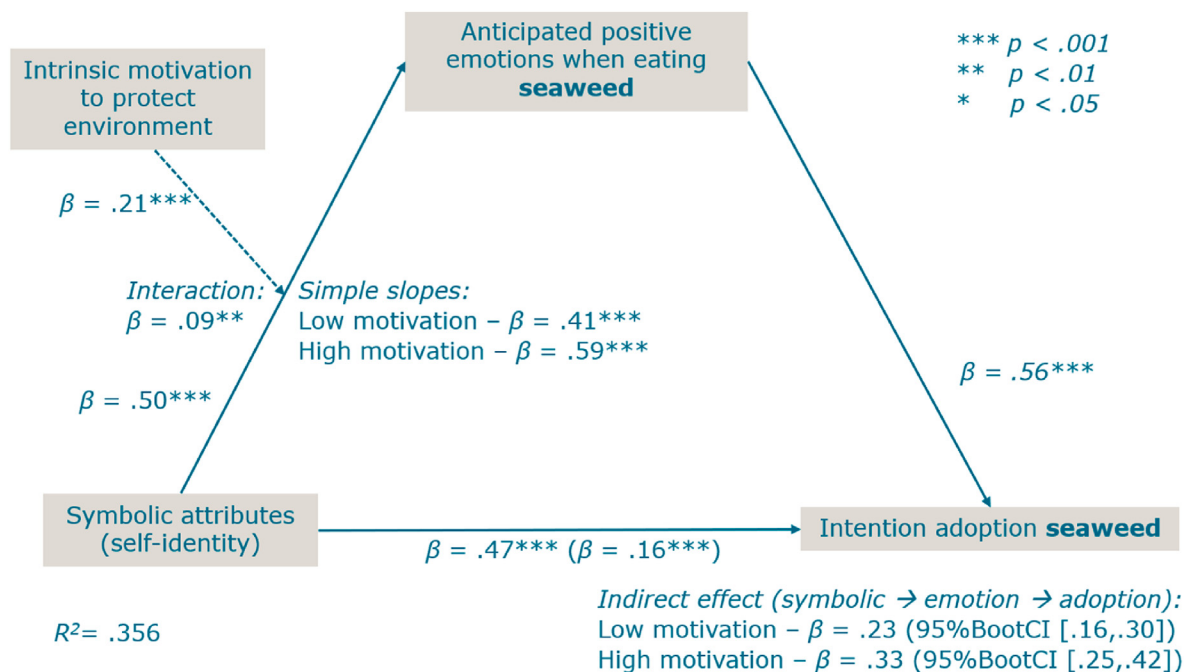 Anticipated positive
emotions when eating
seaweed
*** p < .001
** p < .01
* p < .05
Intrinsic motivation
to protect
environment
β = .21***
Interaction:
β = .09**
Simple slopes:
Low motivation – β = .41***
High motivation – β = .59***
β = .50***
β = .56***
Symbolic attributes
(self-identity)
β = .47*** (β = .16***)
Intention adoption seaweed
R²= .356
Indirect effect (symbolic → emotion → adoption):
Low motivation – β = .23 (95%BootCI [.16,.30])
High motivation – β = .33 (95%BootCI [.25,.42])